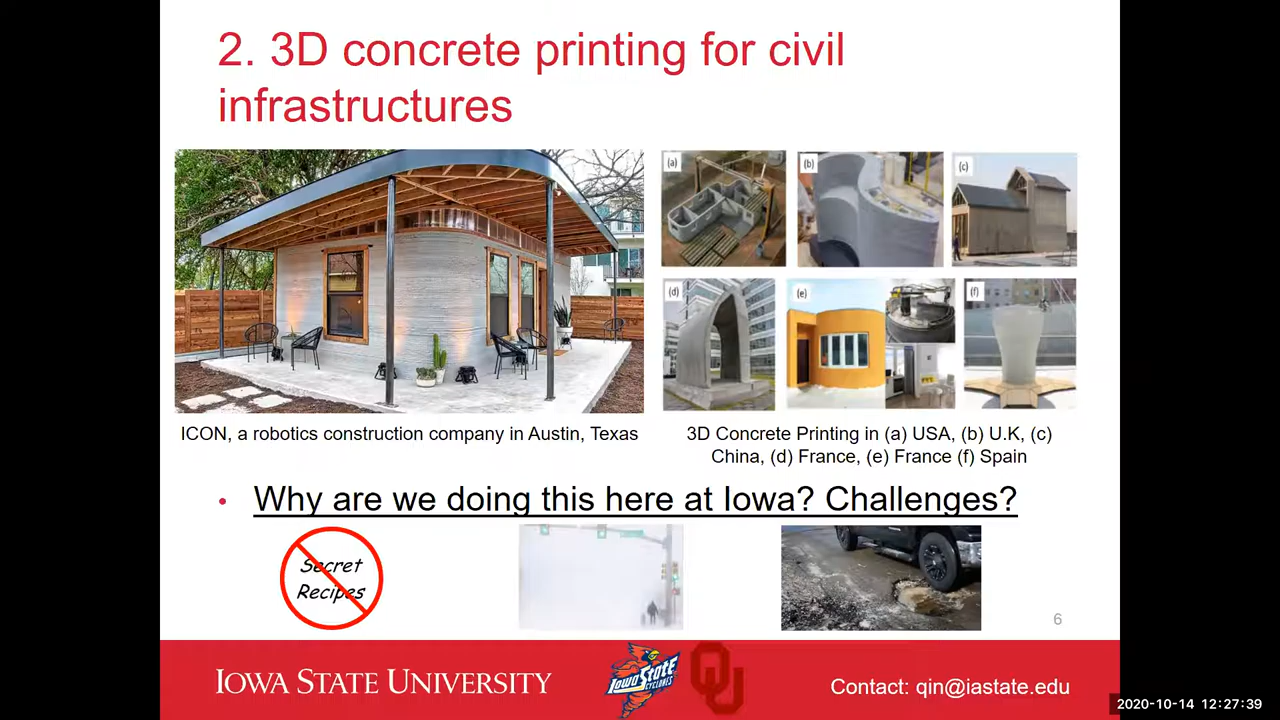 2. 3D concrete printing for civil
infrastructures
(a)
(b)
(c)
(d)
(e)
(f)
ICON, a robotics construction company in Austin, Texas
3D Concrete Printing in (a) USA, (b) U.K, (c)
China, (d) France, (e) France (f) Spain
• Why are we doing this here at Iowa? Challenges?
Secret
Recipes
6
IOWA STATE UNIVERSITY
IOWA STATE
CYCLONES
OU
Contact: qin@iastate.edu
2020-10-14 12:27:39